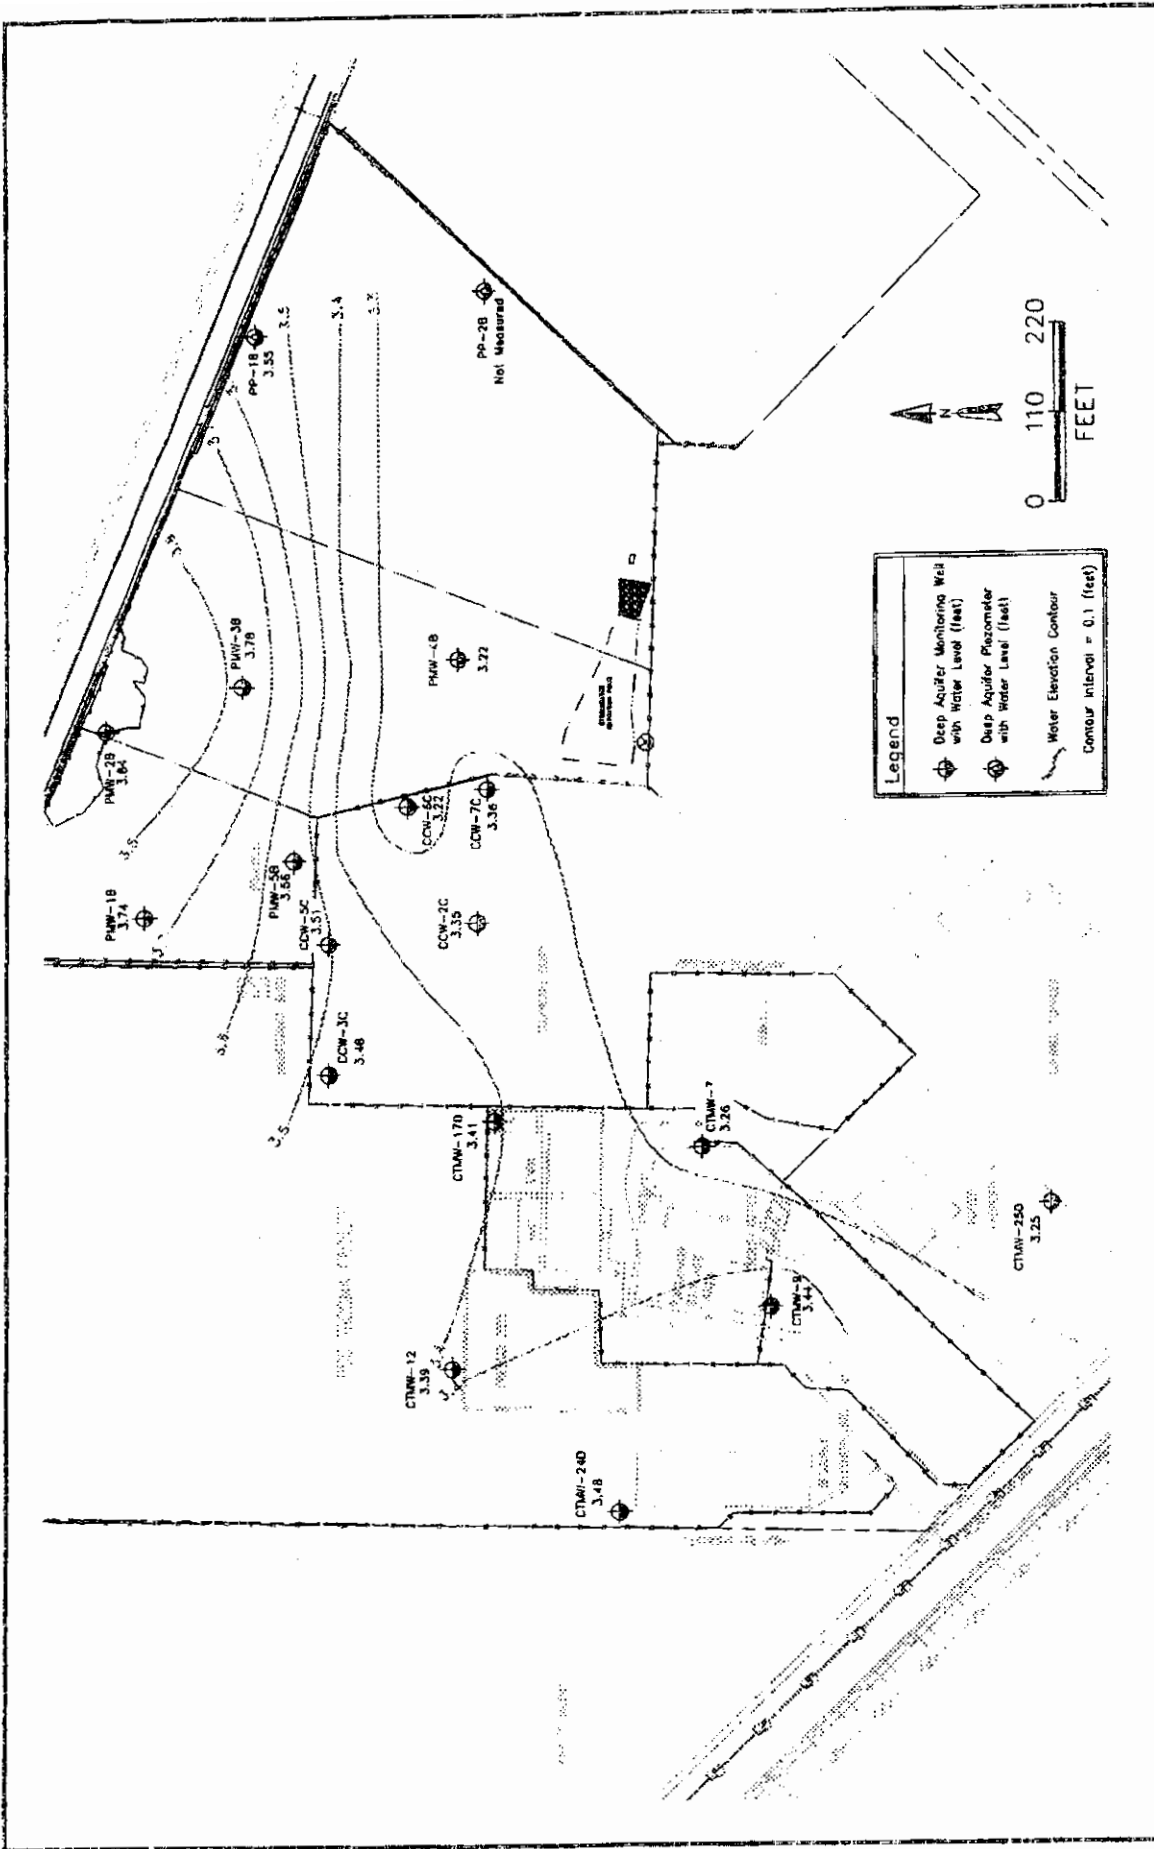 PP-1B
3.55
3.5
3.4
PP-2B
Not Measured
3.8
PMW-3B
3.78
PMW-4B
3.22
PMW-2B
3.84
PMW-1B
3.74
PMW-5B
3.56
CCW-5C
3.51
CCW-6C
3.22
CCW-7C
3.36
CCW-2C
3.35
CCW-3C
3.48
3.5
CTMW-17D
3.41
CTMW-7
3.26
CTMW-25D
3.25
CTMW-12
3.39
3.4
CTMW-9
3.44
CTMW-24D
3.48
N
0 110 220
FEET
Legend
Deep Aquifer Monitoring Well
with Water Level (feet)
Deep Aquifer Piezometer
with Water Level (feet)
Water Elevation Contour
Contour Interval = 0.1 (feet)